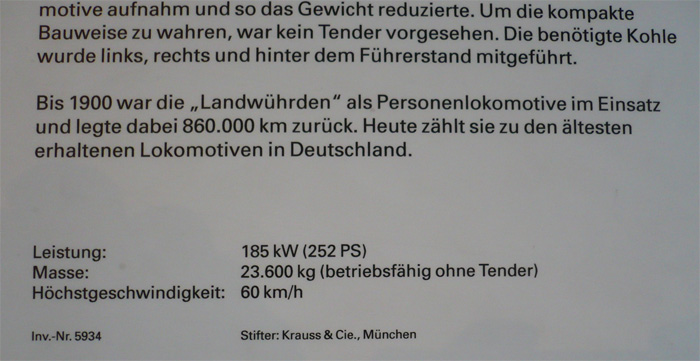 motive aufnahm und so das Gewicht reduzierte. Um die kompakte
Bauweise zu wahren, war kein Tender vorgesehen. Die benötigte Kohle
wurde links, rechts und hinter dem Führerstand mitgeführt.
Bis 1900 war die „Landwührden“ als Personenlokomotive im Einsatz
und legte dabei 860.000 km zurück. Heute zählt sie zu den ältesten
erhaltenen Lokomotiven in Deutschland.
Leistung: 185 kW (252 PS)
Masse: 23.600 kg (betriebsfähig ohne Tender)
Höchstgeschwindigkeit: 60 km/h
Inv.-Nr. 5934 Stifter: Krauss & Cie., München